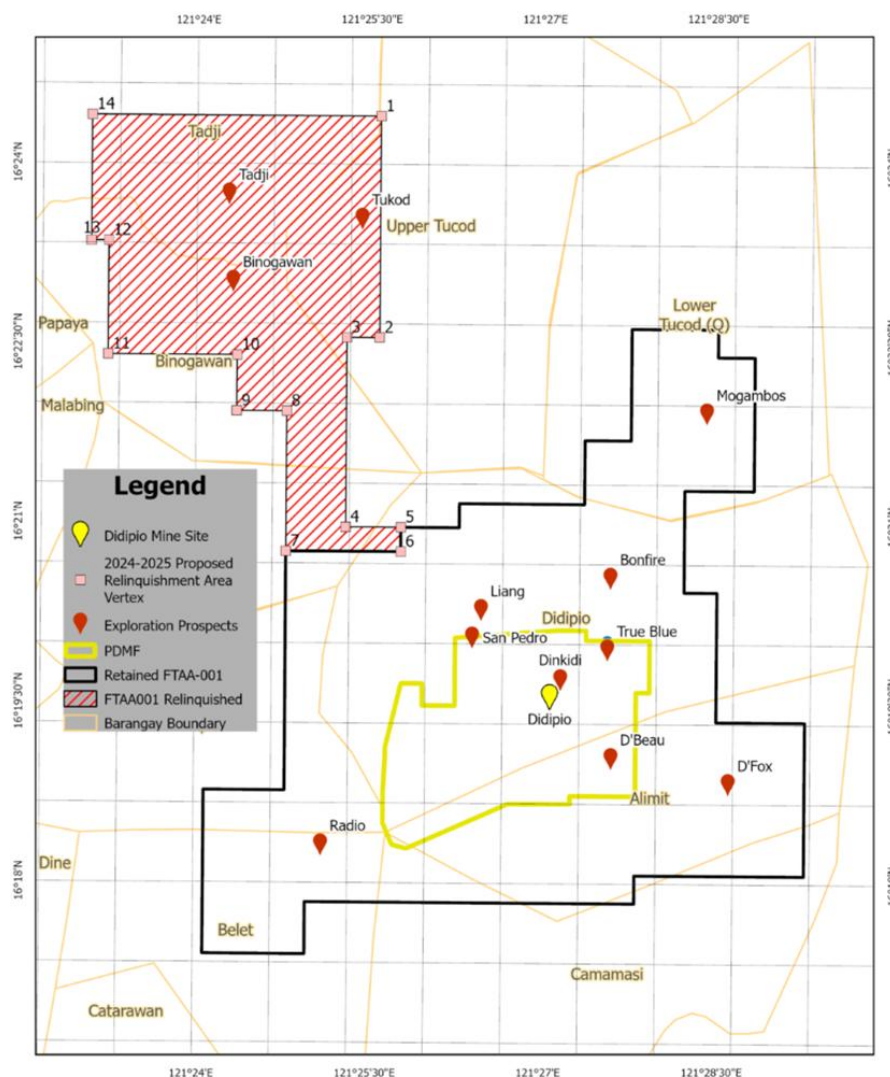 121°24'E 121°25'30"E 121°27'E 121°28'30"E
14
1
Tadji
16°24'N
Tadji
Tukod
Upper Tucod
13 12
Binogawan
Lower
Tucod (Q)
Papaya
16°22'30"N
3 2
11
10
Binogawan
Malabing
9 8
Mogambos
Legend
Didipio Mine Site
2024-2025 Proposed
Relinquishment Area
Vertex
Exploration Prospects
PDMF
Retained FTAA-001
FTAA001 Relinquished
Barangay Boundary
16°21'N
4 5
7 6
Bonfire
Liang
Didipio
San Pedro
True Blue
Dinkidi
16°19'30"N
Didipio
D'Beau
D'Fox
Alimit
Radio
Dine
16°18'N
Belet
Camamasi
Catarawan
121°24'E 121°25'30"E 121°27'E 121°28'30"E